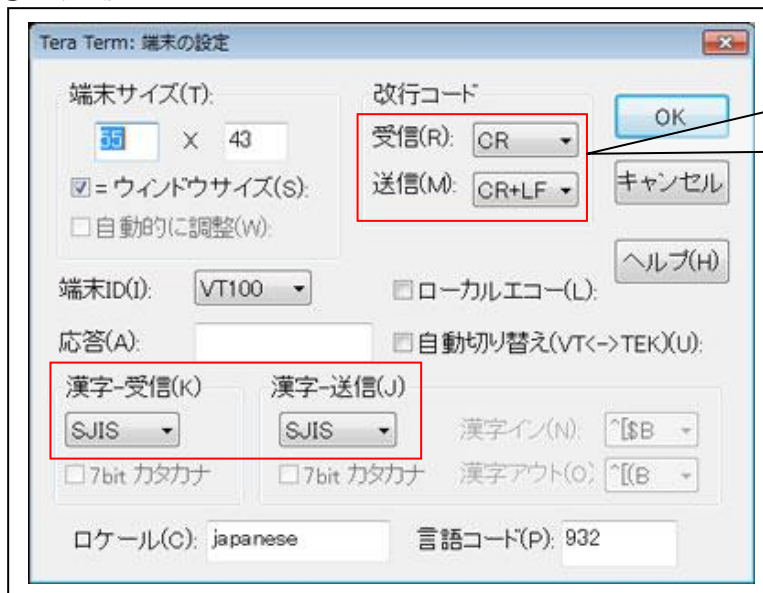 Tera Term: 端末の設定
端末サイズ(T):
55 X 43
= ウィンドウサイズ(S):
自動的に調整(W):
改行コード
受信(R): CR
送信(M): CR+LF
OK
キャンセル
ヘルプ(H)
端末ID(I): VT100
ローカルエコー(L):
応答(A):
自動切り替え(VT<->TEK)(U):
漢字-受信(K)
SJIS
7bit カタカナ
漢字-送信(J)
SJIS
7bit カタカナ
漢字イン(N): ^[$B
漢字アウト(O): ^[(B
ロケール(C): japanese
言語コード(P): 932